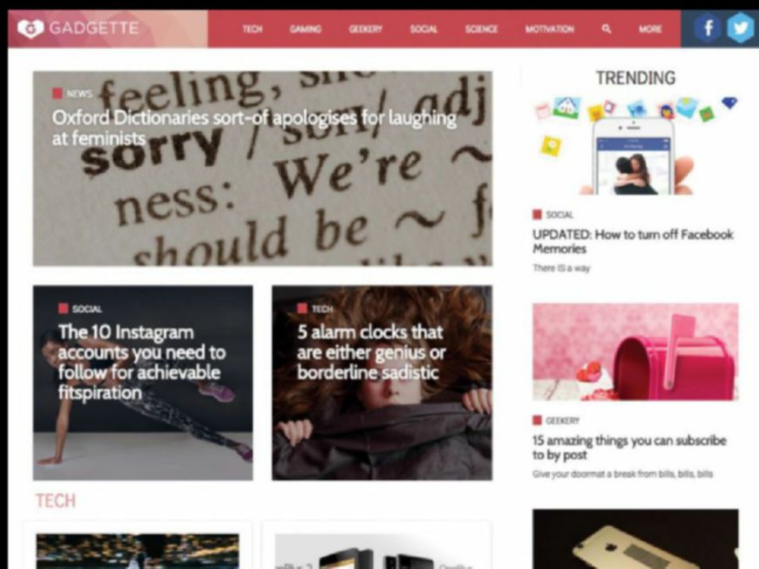 GADGETTE
TECH GAMING GEEKERY SOCIAL SCIENCE MOTIVATION MORE
feeling,
NEWS
Oxford Dictionaries sort-of apologises for laughing
at feminists
adj
sorry /
ness: We're ~
should be ~ f
SOCIAL
The 10 Instagram
accounts you need to
follow for achievable
fitspiration
TECH
5 alarm clocks that
are either genius or
borderline sadistic
TECH
TRENDING
SOCIAL
UPDATED: How to turn off Facebook
Memories
There IS a way
GEEKERY
15 amazing things you can subscribe
to by post
Give your doormat a break from bills, bills, bills